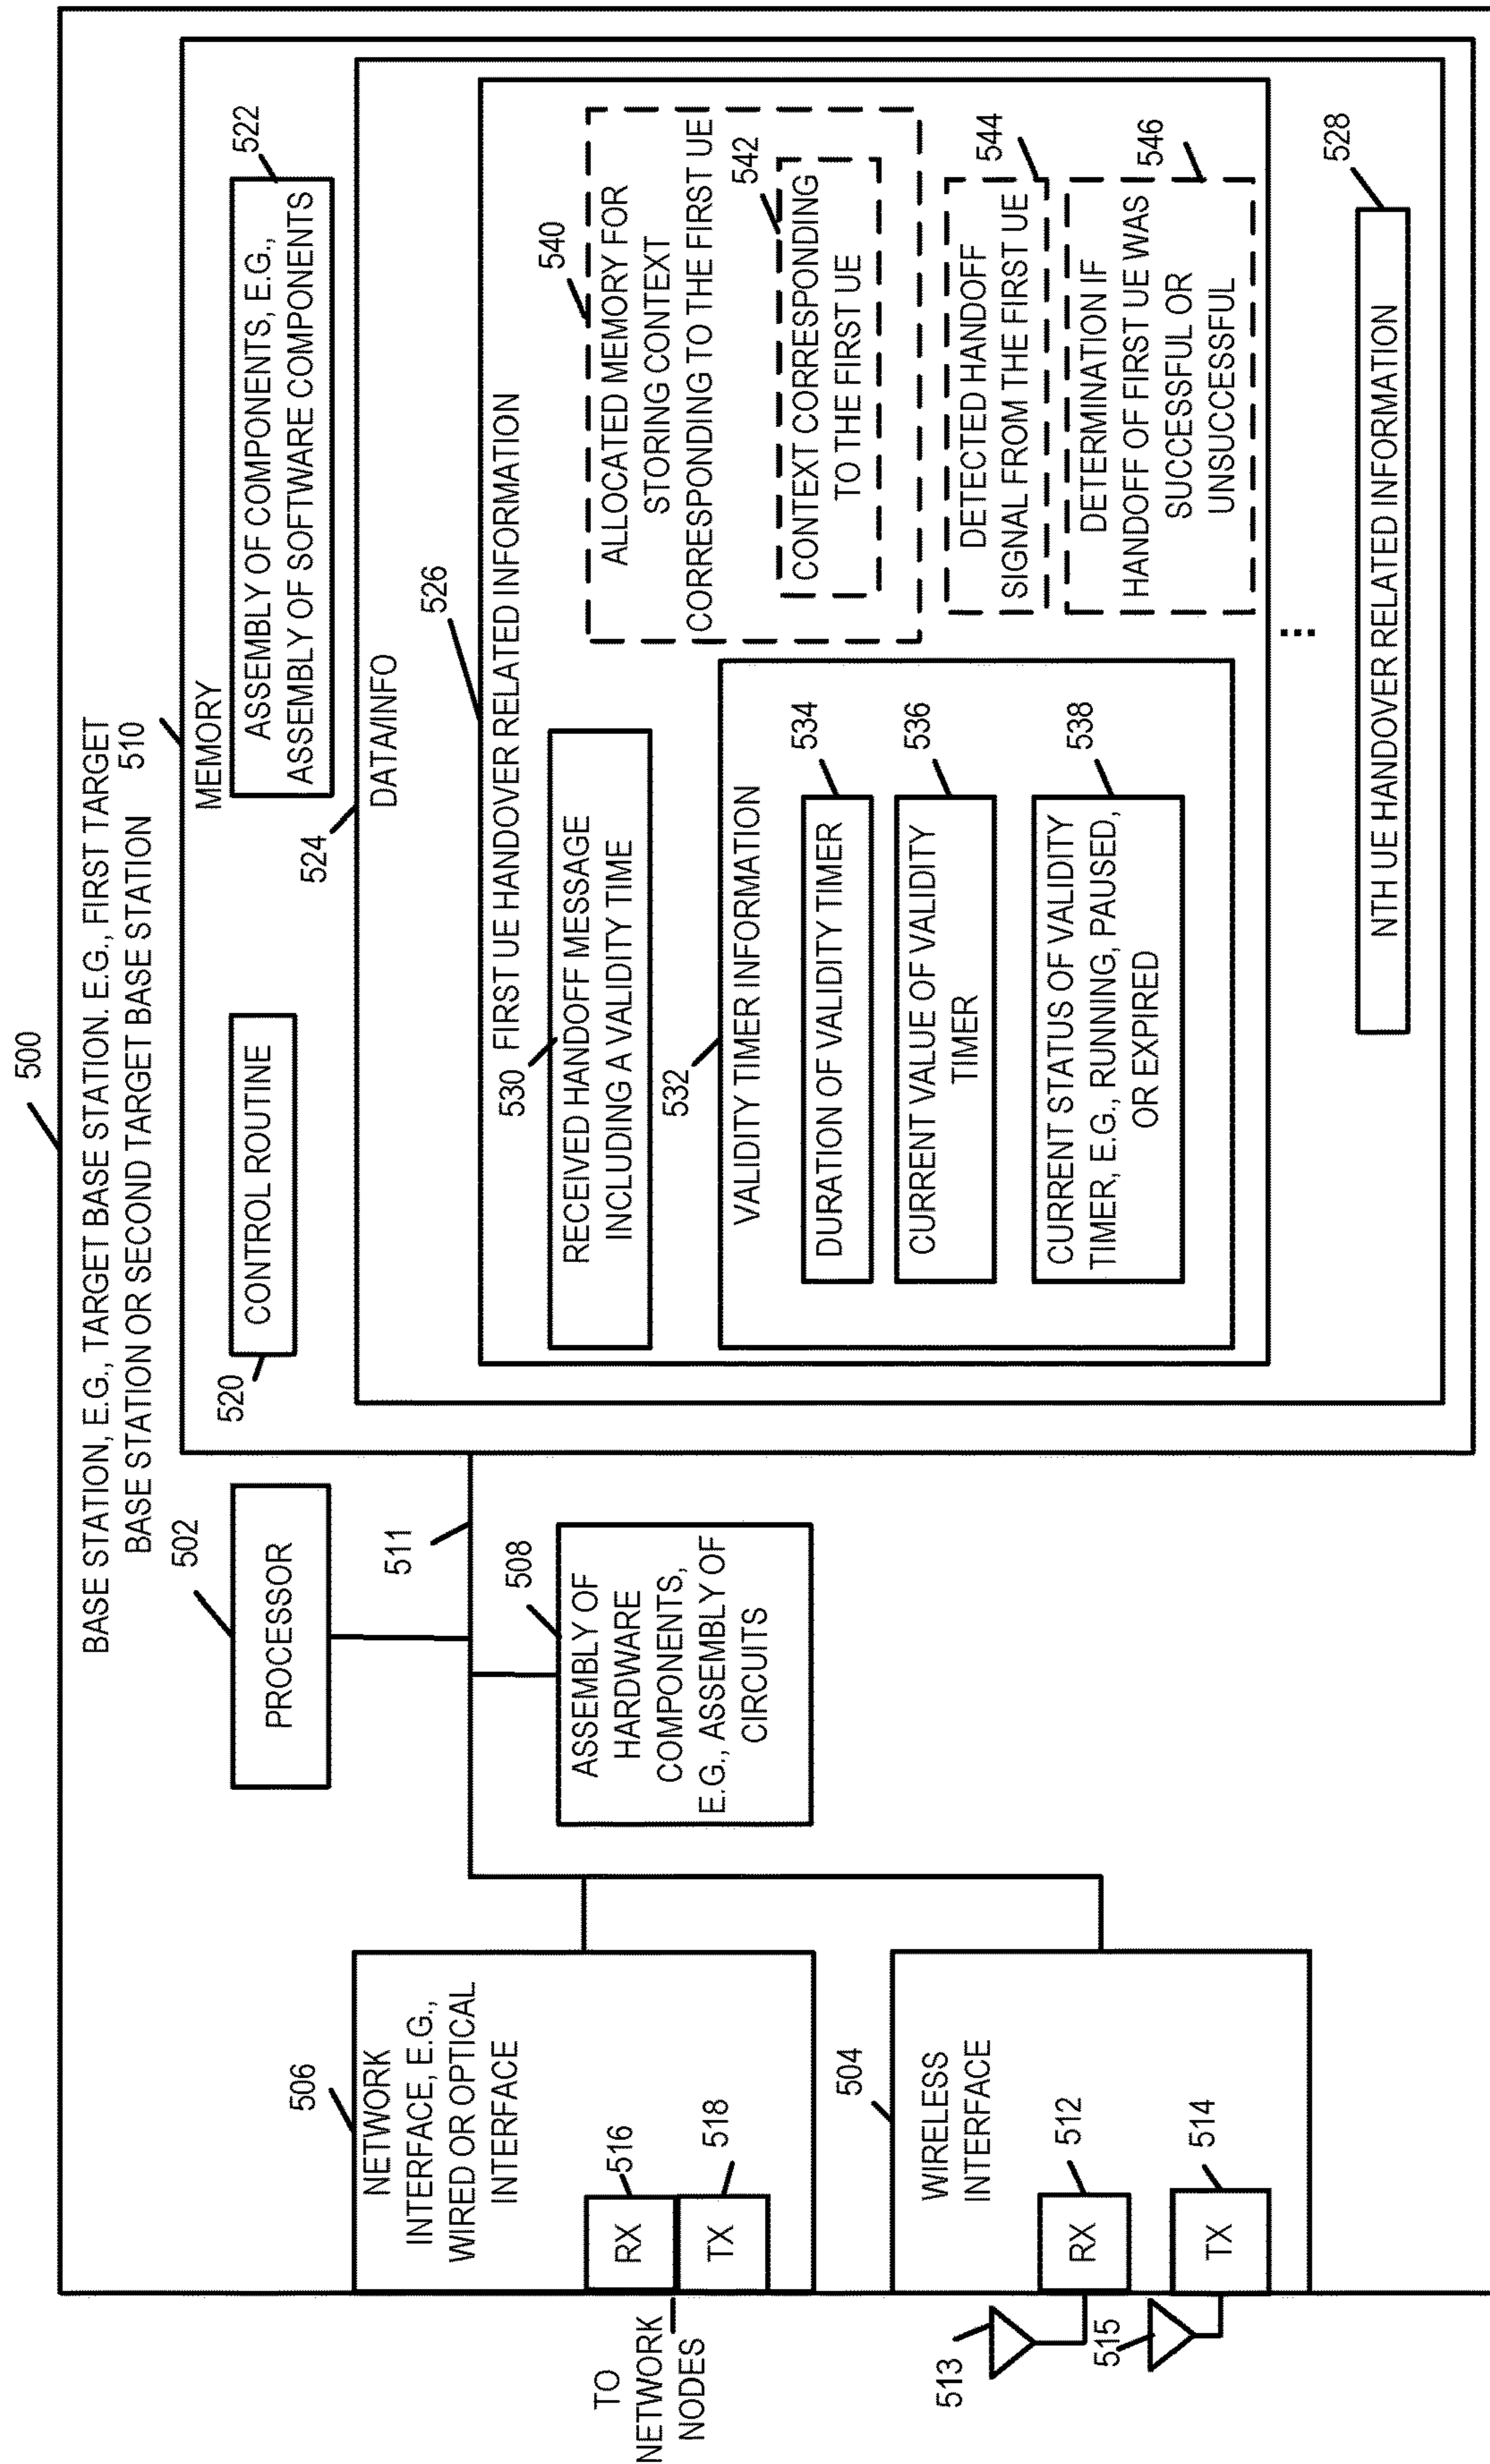 500
BASE STATION, E.G., TARGET BASE STATION. E.G., FIRST TARGET
BASE STATION OR SECOND TARGET BASE STATION
510
506
NETWORK
INTERFACE, E.G.,
WIRED OR OPTICAL
INTERFACE
RX
516
TX
518
TO
NETWORK
NODES
504
WIRELESS
INTERFACE
RX
512
TX
514
513
515
502
PROCESSOR
511
508
ASSEMBLY OF
HARDWARE
COMPONENTS,
E.G., ASSEMBLY OF
CIRCUITS
MEMORY
520
CONTROL ROUTINE
522
ASSEMBLY OF COMPONENTS, E.G.,
ASSEMBLY OF SOFTWARE COMPONENTS
524
DATA/INFO
526
FIRST UE HANDOVER RELATED INFORMATION
530
RECEIVED HANDOFF MESSAGE
INCLUDING A VALIDITY TIME
532
VALIDITY TIMER INFORMATION
534
DURATION OF VALIDITY TIMER
536
CURRENT VALUE OF VALIDITY
TIMER
538
CURRENT STATUS OF VALIDITY
TIMER, E.G., RUNNING, PAUSED,
OR EXPIRED
540
ALLOCATED MEMORY FOR
STORING CONTEXT
CORRESPONDING TO THE FIRST UE
542
CONTEXT CORRESPONDING
TO THE FIRST UE
544
DETECTED HANDOFF
SIGNAL FROM THE FIRST UE
546
DETERMINATION IF
HANDOFF OF FIRST UE WAS
SUCCESSFUL OR
UNSUCCESSFUL
...
528
NTH UE HANDOVER RELATED INFORMATION